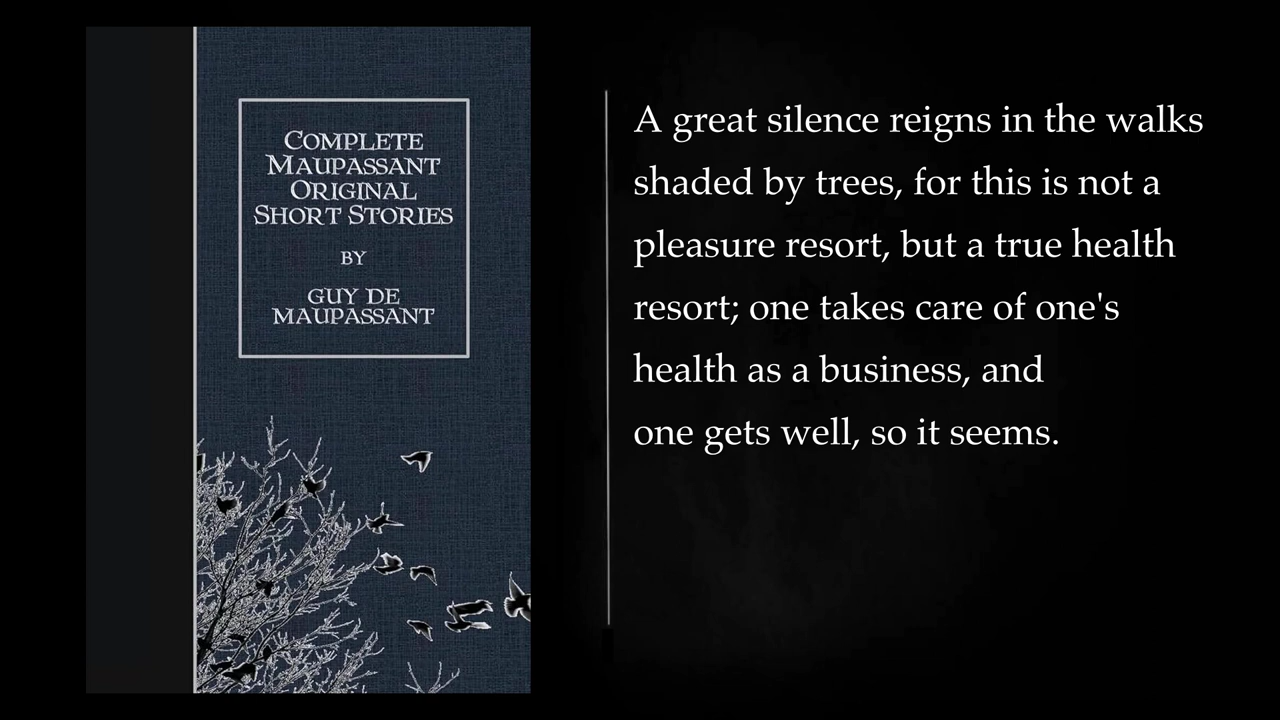 COMPLETE
MAUPASSANT
ORIGINAL
SHORT STORIES
BY
GUY DE
MAUPASSANT
A great silence reigns in the walks
shaded by trees, for this is not a
pleasure resort, but a true health
resort; one takes care of one's
health as a business, and
one gets well, so it seems.